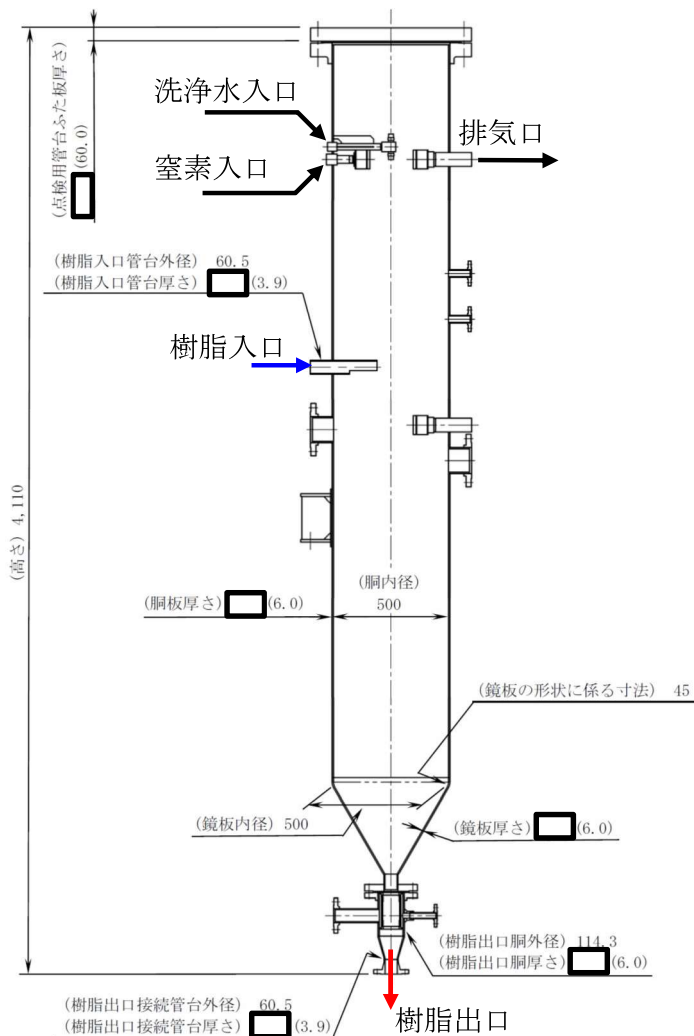 洗浄水入口
窒素入口
排気口
(点検用管台ふた板厚さ)
(60.0)
(樹脂入口管台外径) 60.5
(樹脂入口管台厚さ) (3.9)
樹脂入口
(高さ) 4,110
(胴内径)
500
(胴板厚さ) (6.0)
(鏡板の形状に係る寸法) 45
(鏡板内径) 500
(鏡板厚さ) (6.0)
(樹脂出口胴外径) 114.3
(樹脂出口胴厚さ) (6.0)
(樹脂出口接続管台外径) 60.5
(樹脂出口接続管台厚さ) (3.9)
樹脂出口